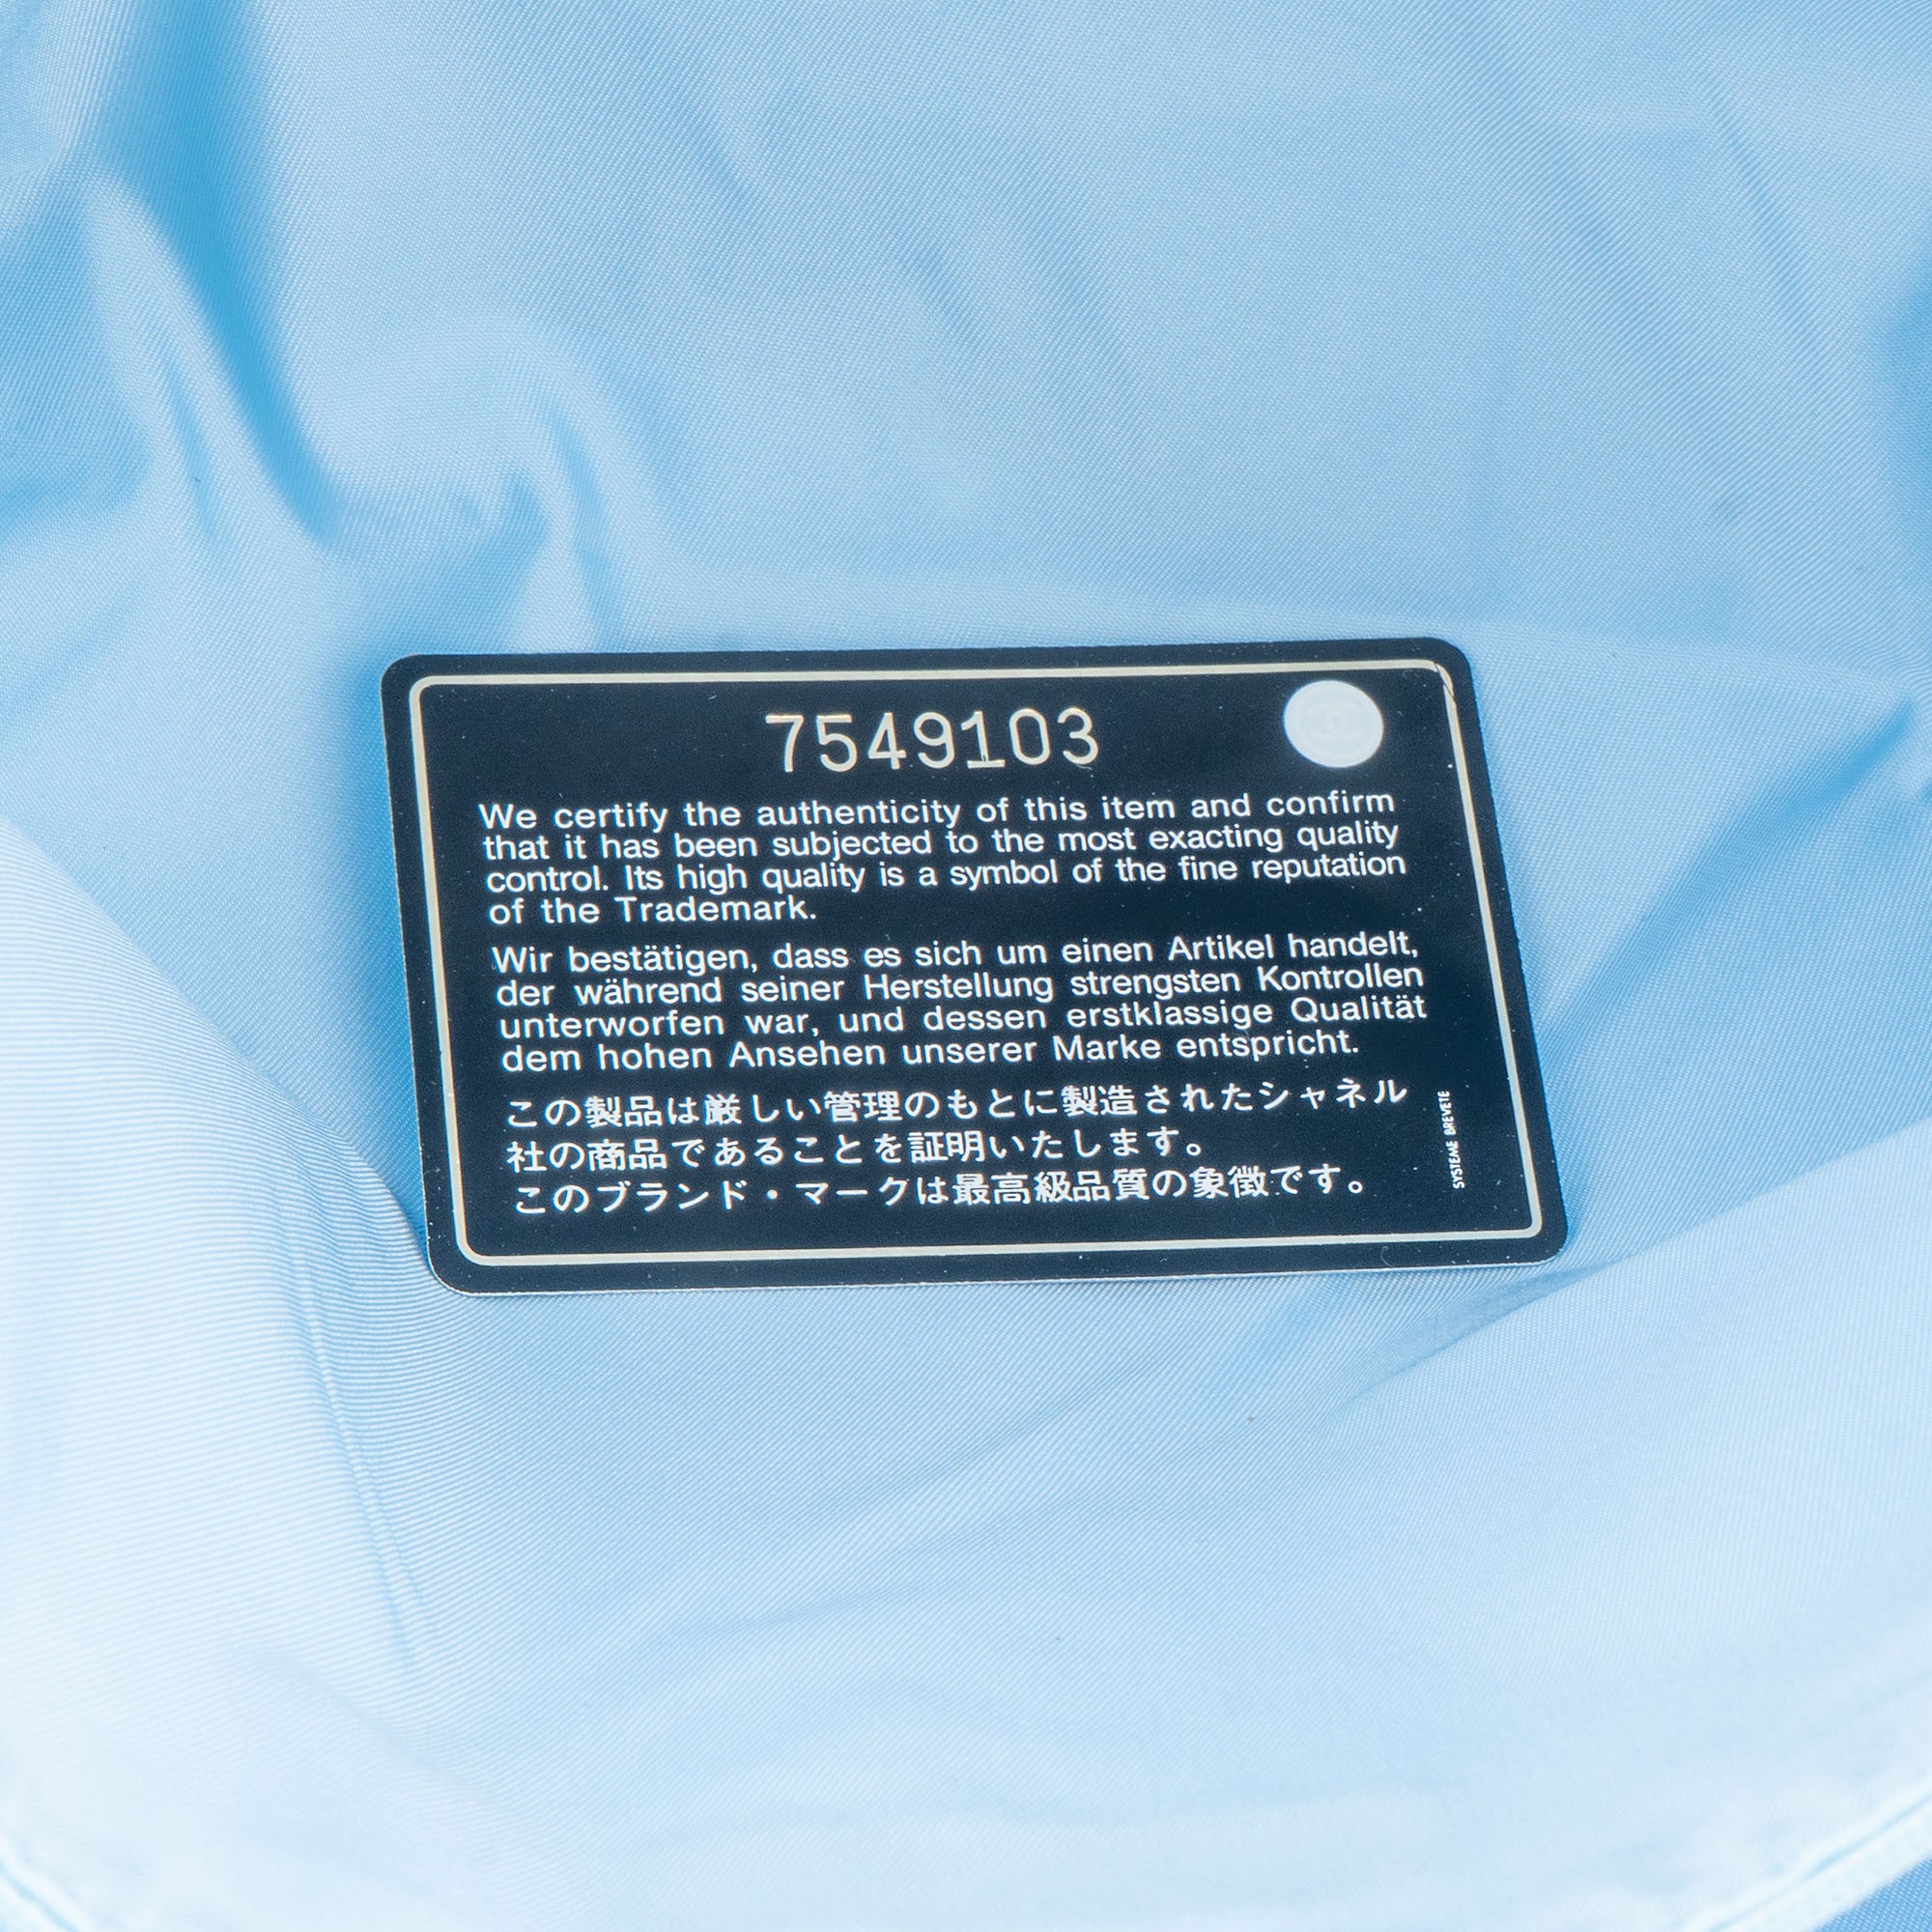 7549103
We certify the authenticity of this item and confirm
that it has been subjected to the most exacting quality
control. Its high quality is a symbol of the fine reputation
of the Trademark.
Wir bestätigen, dass es sich um einen Artikel handelt,
der während seiner Herstellung strengsten Kontrollen
unterworfen war, und dessen erstklassige Qualität
dem hohen Ansehen unserer Marke entspricht.
この製品は厳しい管理のもとに製造されたシャネル
社の商品であることを証明いたします。
このブランド・マークは最高級品質の象徴です。
SYSTEME BREVETE